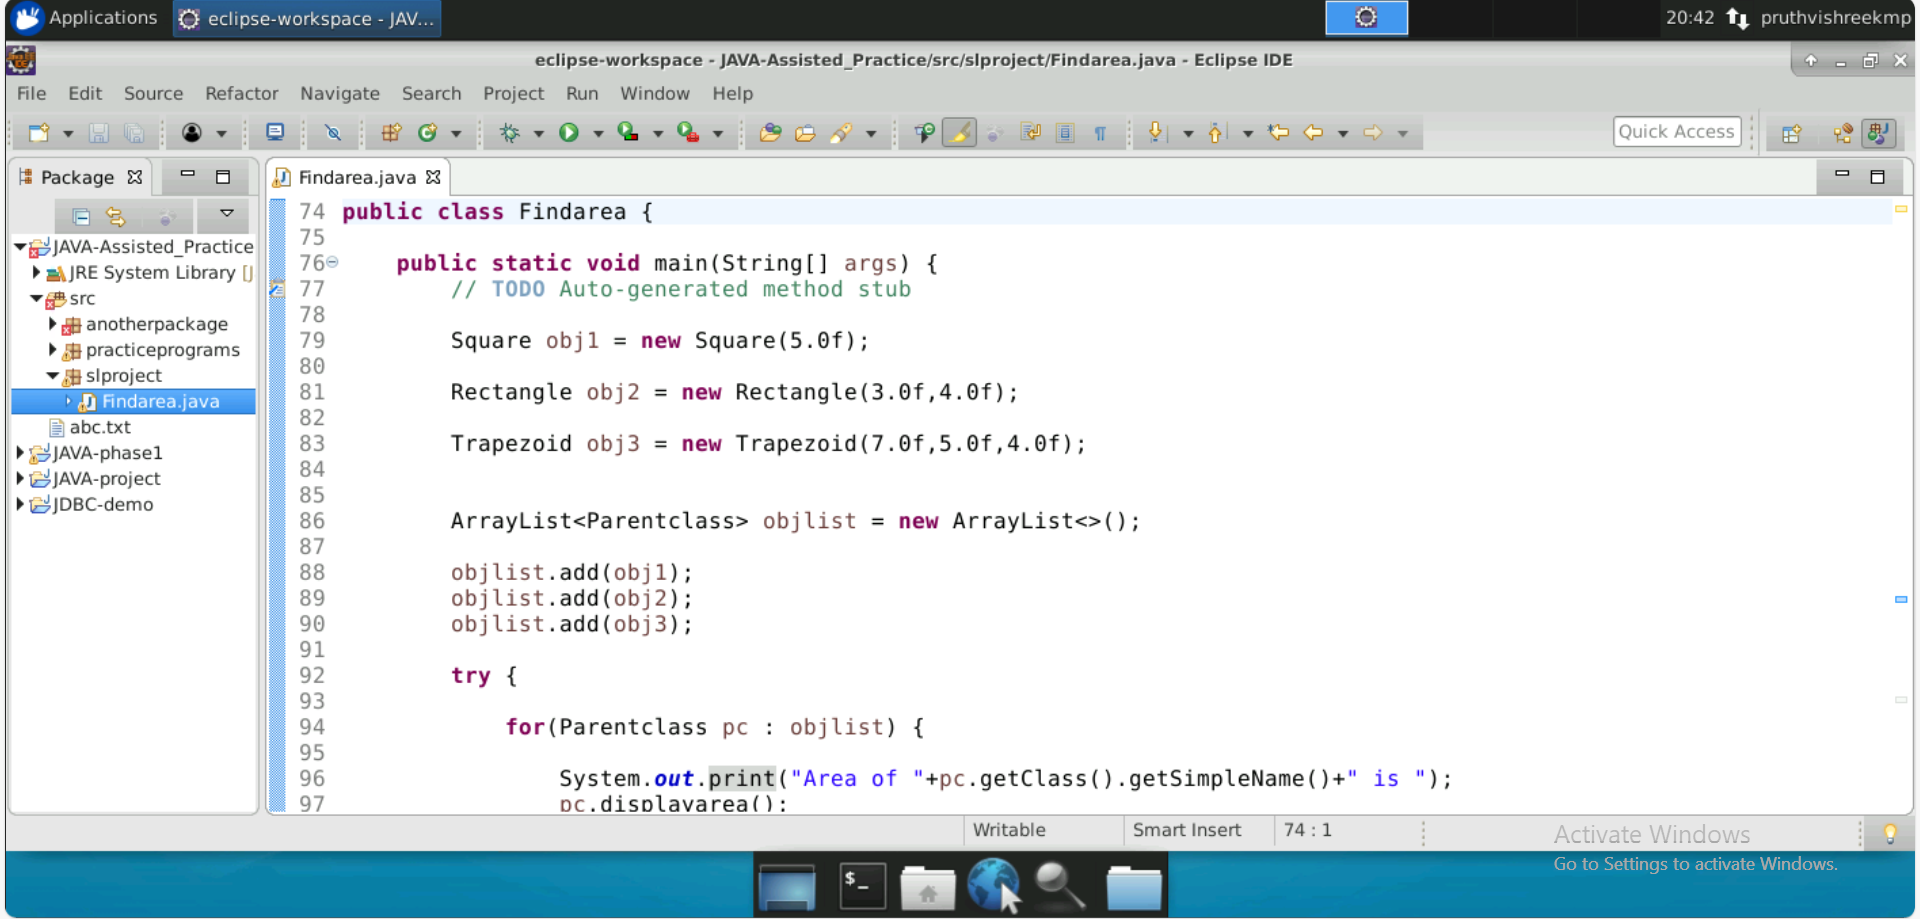 Applications eclipse-workspace - JAV... 20:42 pruthvishreekmp
eclipse-workspace - JAVA-Assisted_Practice/src/slproject/Findarea.java - Eclipse IDE
File Edit Source Refactor Navigate Search Project Run Window Help
Quick Access
Package
JAVA-Assisted_Practice
JRE System Library [J
src
anotherpackage
practiceprograms
slproject
Findarea.java
abc.txt
JAVA-phase1
JAVA-project
JDBC-demo
Findarea.java
74 public class Findarea {
75
76 public static void main(String[] args) {
77 // TODO Auto-generated method stub
78
79 Square obj1 = new Square(5.0f);
80
81 Rectangle obj2 = new Rectangle(3.0f,4.0f);
82
83 Trapezoid obj3 = new Trapezoid(7.0f,5.0f,4.0f);
84
85
86 ArrayList<Parentclass> objlist = new ArrayList<>();
87
88 objlist.add(obj1);
89 objlist.add(obj2);
90 objlist.add(obj3);
91
92 try {
93
94 for(Parentclass pc : objlist) {
95
96 System.out.print("Area of "+pc.getClass().getSimpleName()+" is ");
97 pc.displayarea();
Writable Smart Insert 74 : 1
Activate Windows
Go to Settings to activate Windows.
$_